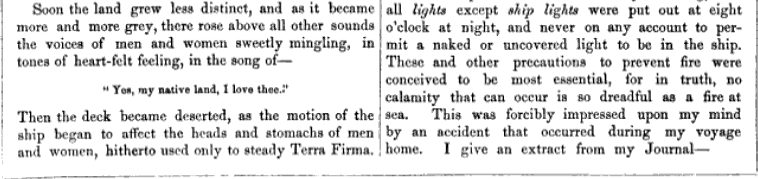 Soon the land grew less distinct, and as it became
more and more grey, there rose above all other sounds
the voices of men and women sweetly mingling, in
tones of heart-felt feeling, in the song of—
" Yes, my native land, I love thee."
Then the deck became deserted, as the motion of the
ship began to affect the heads and stomachs of men
and women, hitherto used only to steady Terra Firma.
all lights except ship lights were put out at eight
o'clock at night, and never on any account to per-
mit a naked or uncovered light to be in the ship.
These and other precautions to prevent fire were
conceived to be most essential, for in truth, no
calamity that can occur is so dreadful as a fire at
sea. This was forcibly impressed upon my mind
by an accident that occurred during my voyage
home. I give an extract from my Journal—